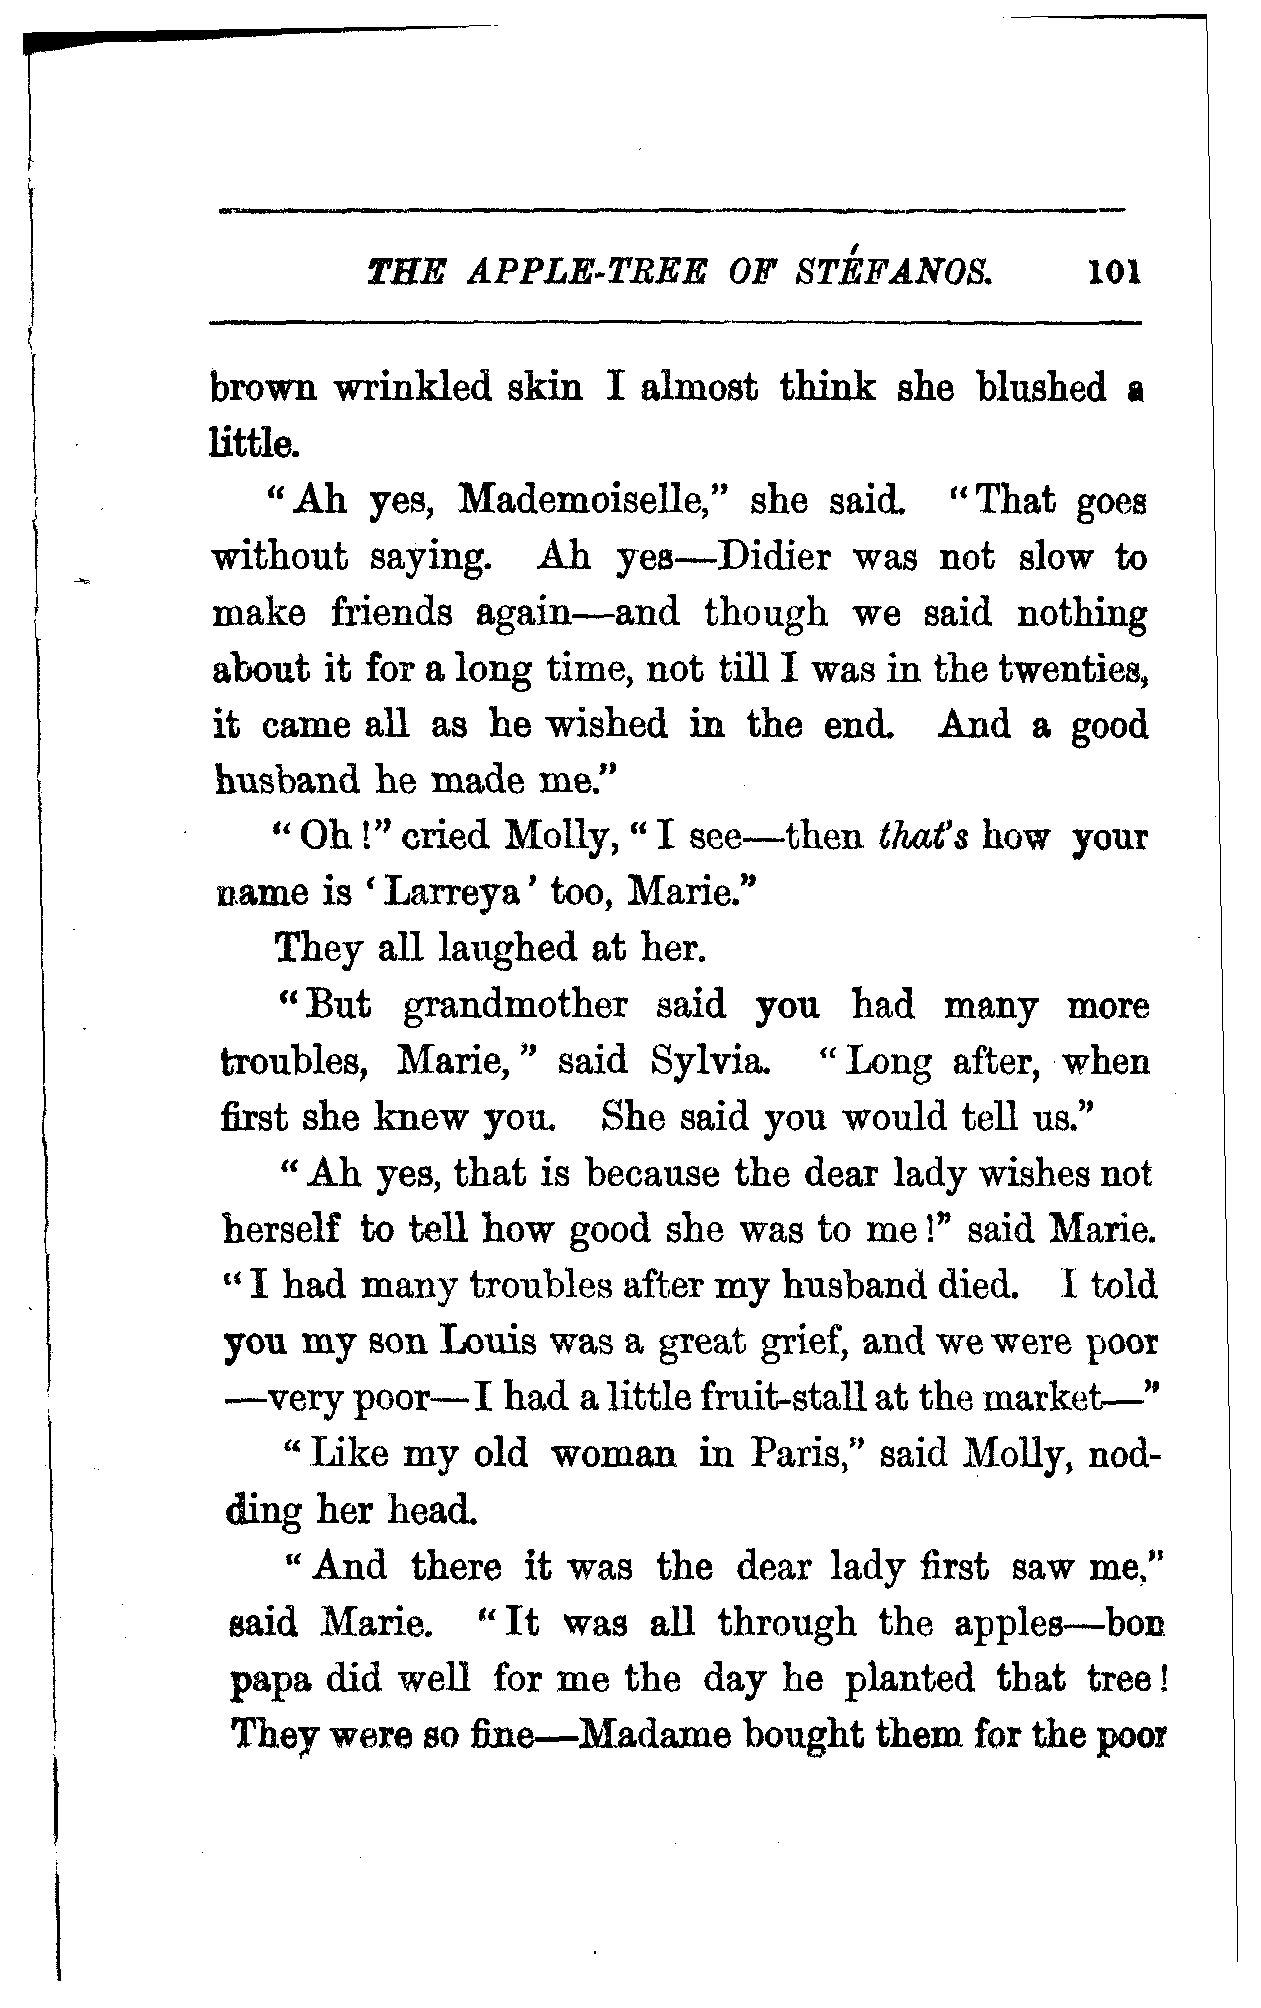 THE APPLE-TREE OF STÉFANOS. 101
brown wrinkled skin I almost think she blushed a
little.
“Ah yes, Mademoiselle,” she said. “That goes
without saying. Ah yes—Didier was not slow to
make friends again—and though we said nothing
about it for a long time, not till I was in the twenties,
it came all as he wished in the end. And a good
husband he made me.”
“Oh!” cried Molly, “I see—then that's how your
name is ‘Larreya’ too, Marie.”
They all laughed at her.
“But grandmother said you had many more
troubles, Marie,” said Sylvia. “Long after, when
first she knew you. She said you would tell us.”
“Ah yes, that is because the dear lady wishes not
herself to tell how good she was to me!” said Marie.
“I had many troubles after my husband died. I told
you my son Louis was a great grief, and we were poor
—very poor—I had a little fruit-stall at the market—”
“Like my old woman in Paris,” said Molly, nod-
ding her head.
“And there it was the dear lady first saw me,”
said Marie. “It was all through the apples—bon
papa did well for me the day he planted that tree!
They were so fine—Madame bought them for the poor